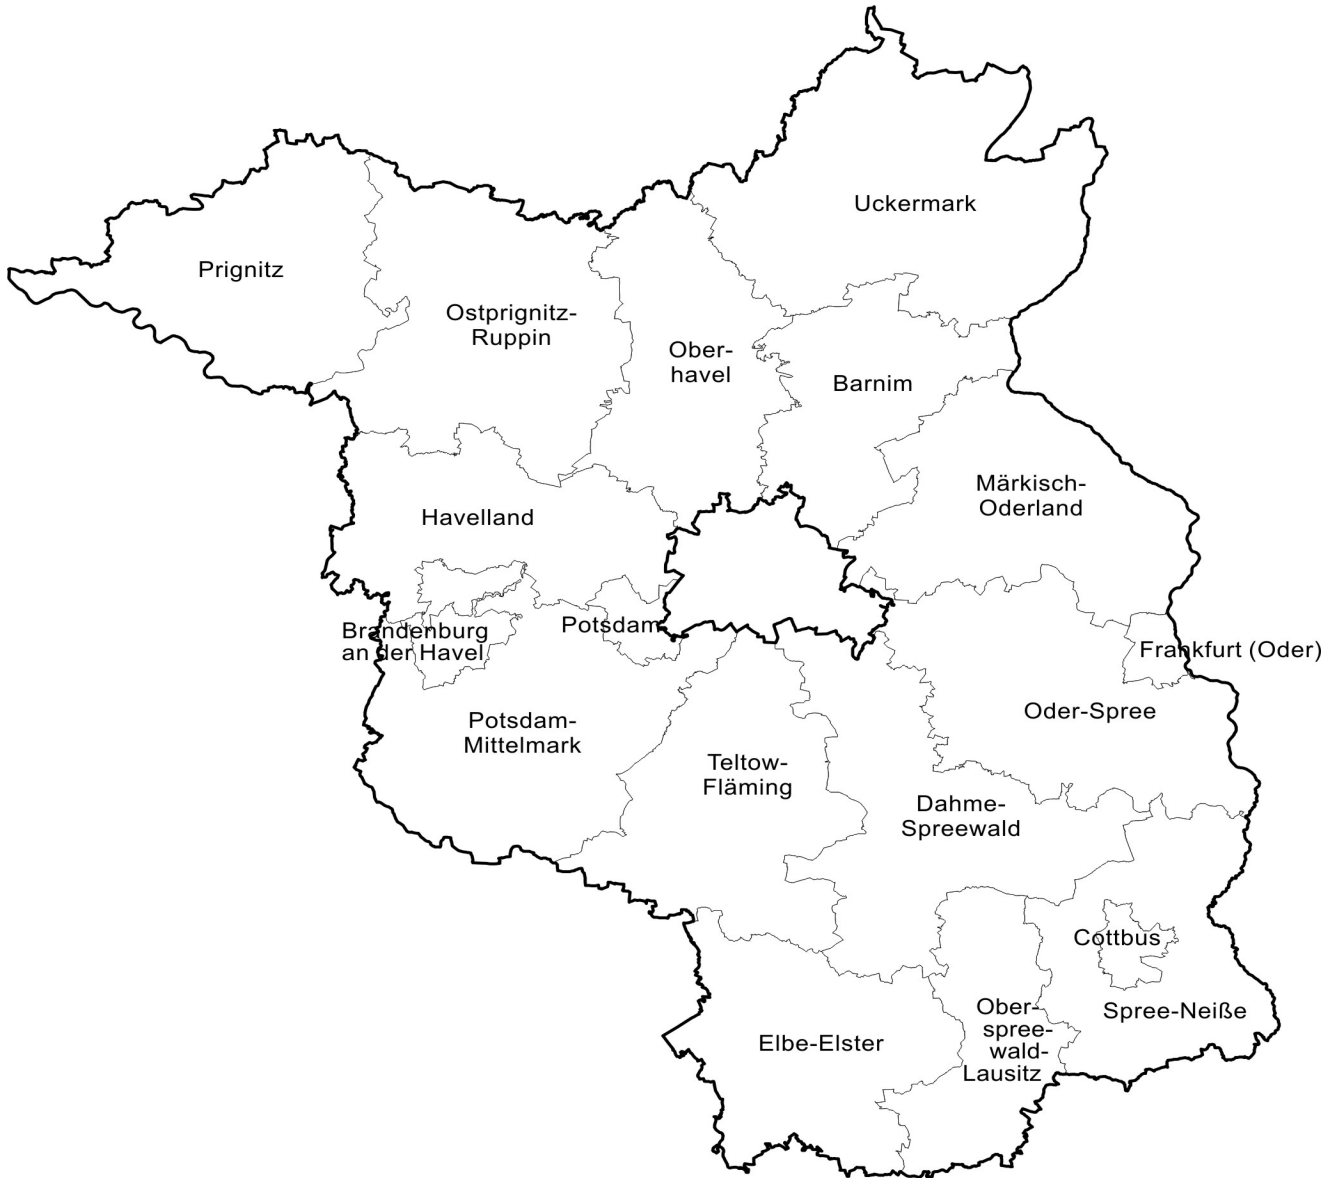 Uckermark
Prignitz
Ostprignitz-
Ruppin
Ober-
havel
Barnim
Märkisch-
Oderland
Havelland
Brandenburg
an der Havel
Potsdam
Frankfurt (Oder)
Potsdam-
Mittelmark
Oder-Spree
Teltow-
Fläming
Dahme-
Spreewald
Cottbus
Spree-Neiße
Elbe-Elster
Ober-
spree-
wald-
Lausitz